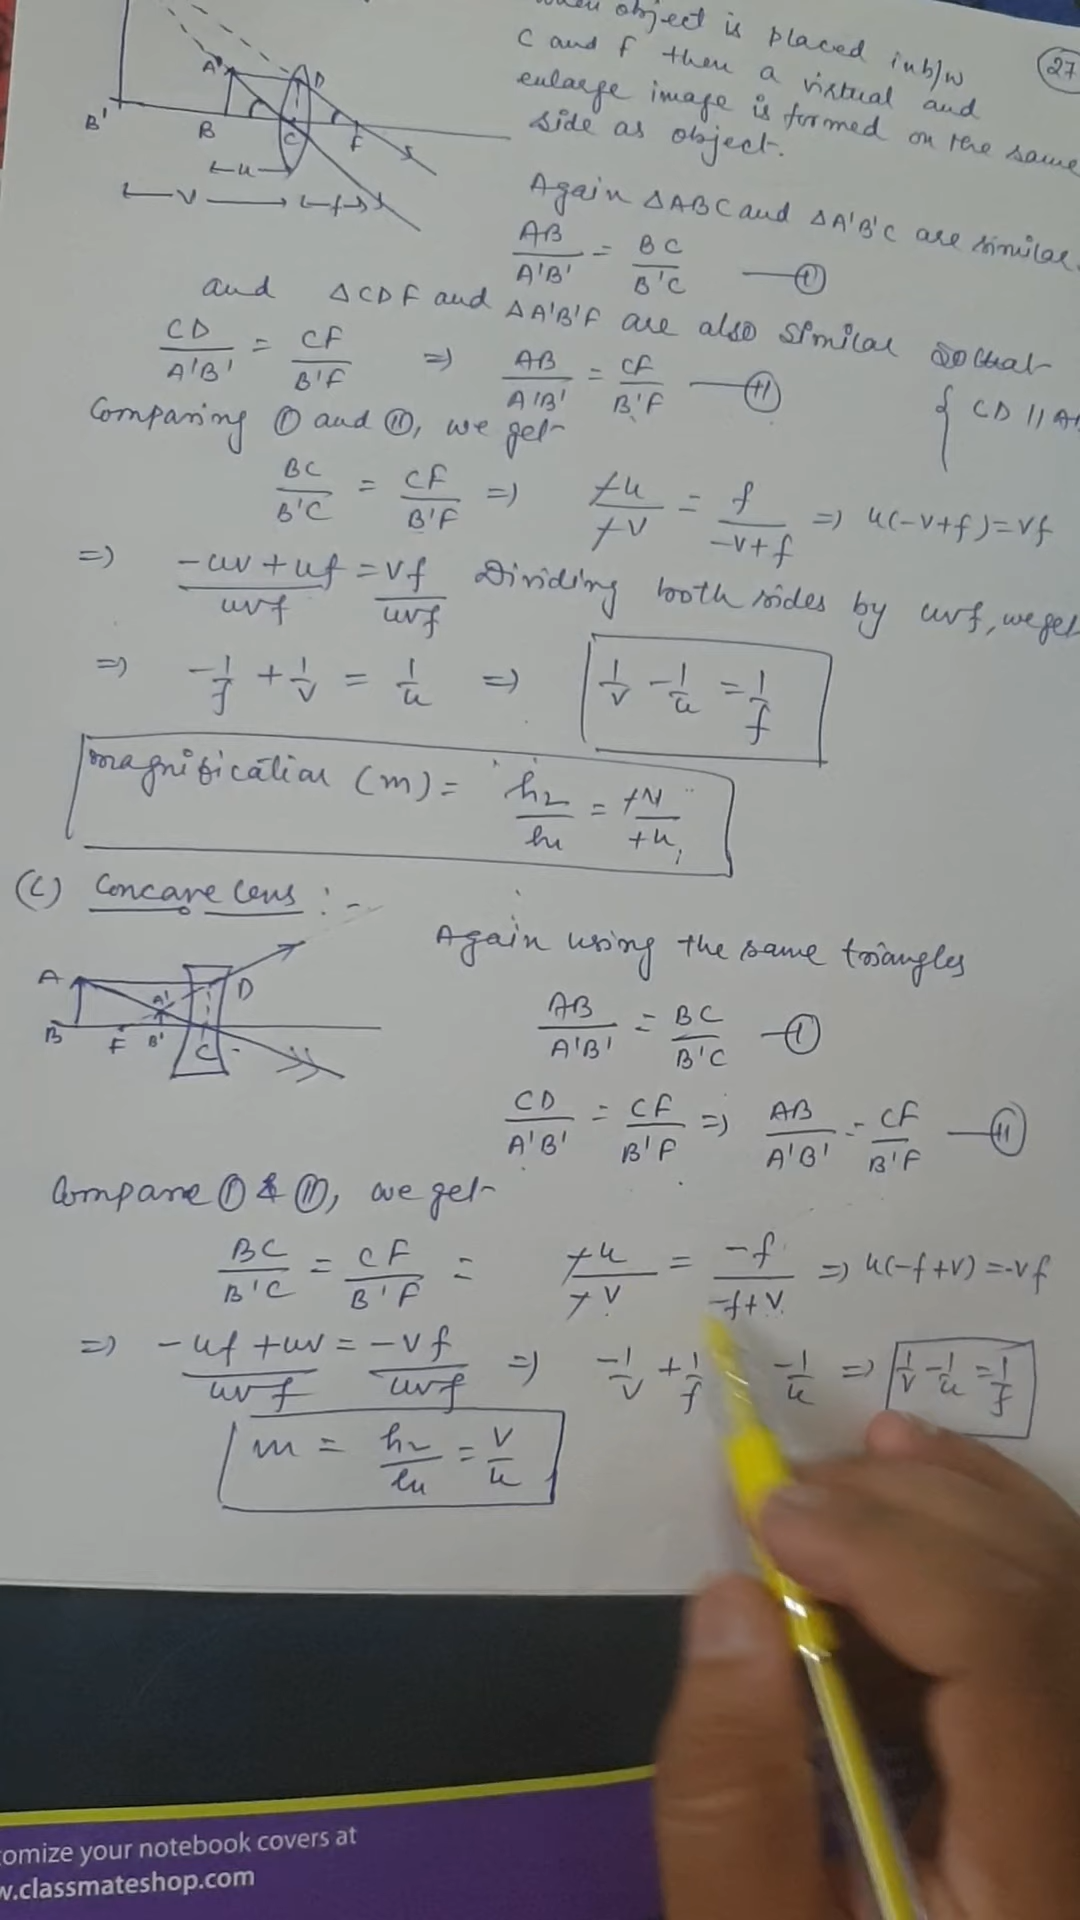 object is placed in b/w
27
C and f then a virtual and
enlarge image is formed on the same
side as object.
A' D
B' B C F
u
v f
Again ΔABC and ΔA'B'C are similar.
AB/A'B' = BC/B'C —(I)
and ΔCDF and ΔA'B'F are also similar so that
CD/A'B' = CF/B'F ⇒ AB/A'B' = CF/B'F —(II)
{ CD // AB
Comparing (I) and (II), we get
BC/B'C = CF/B'F ⇒ -u/-v = f/-v+f ⇒ u(-v+f)=vf
⇒ -uv+uf/uvf = vf/uvf Dividing both sides by uvf, we get
⇒ -1/f + 1/v = 1/u ⇒ 1/v - 1/u = 1/f
magnification (m) = h2/h1 = +v/+u
(C) Concave lens :-
A A' D
B F B' C
Again using the same triangles
AB/A'B' = BC/B'C —(I)
CD/A'B' = CF/B'F ⇒ AB/A'B' = CF/B'F —(II)
Compare (I) & (II), we get
BC/B'C = CF/B'F = -u/-v = -f/-f+v ⇒ u(-f+v) = -vf
⇒ -uf+uv/uvf = -vf/uvf ⇒ -1/v + 1/f -1/u ⇒ 1/v - 1/u = 1/f
m = h2/h1 = v/u
omize your notebook covers at
w.classmateshop.com